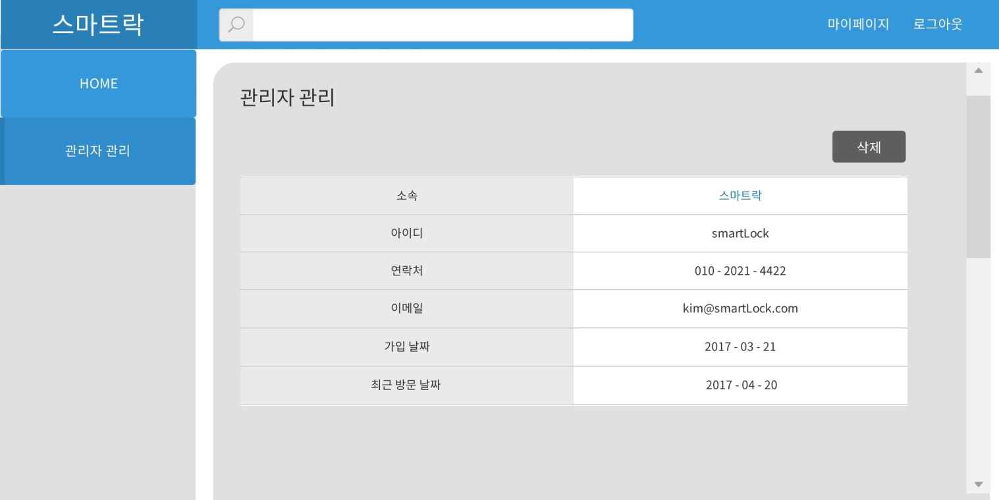 스마트락
마이페이지 로그아웃
HOME
관리자 관리
관리자 관리
삭제
소속 스마트락
아이디 smartLock
연락처 010 - 2021 - 4422
이메일 kim@smartLock.com
가입 날짜 2017 - 03 - 21
최근 방문 날짜 2017 - 04 - 20